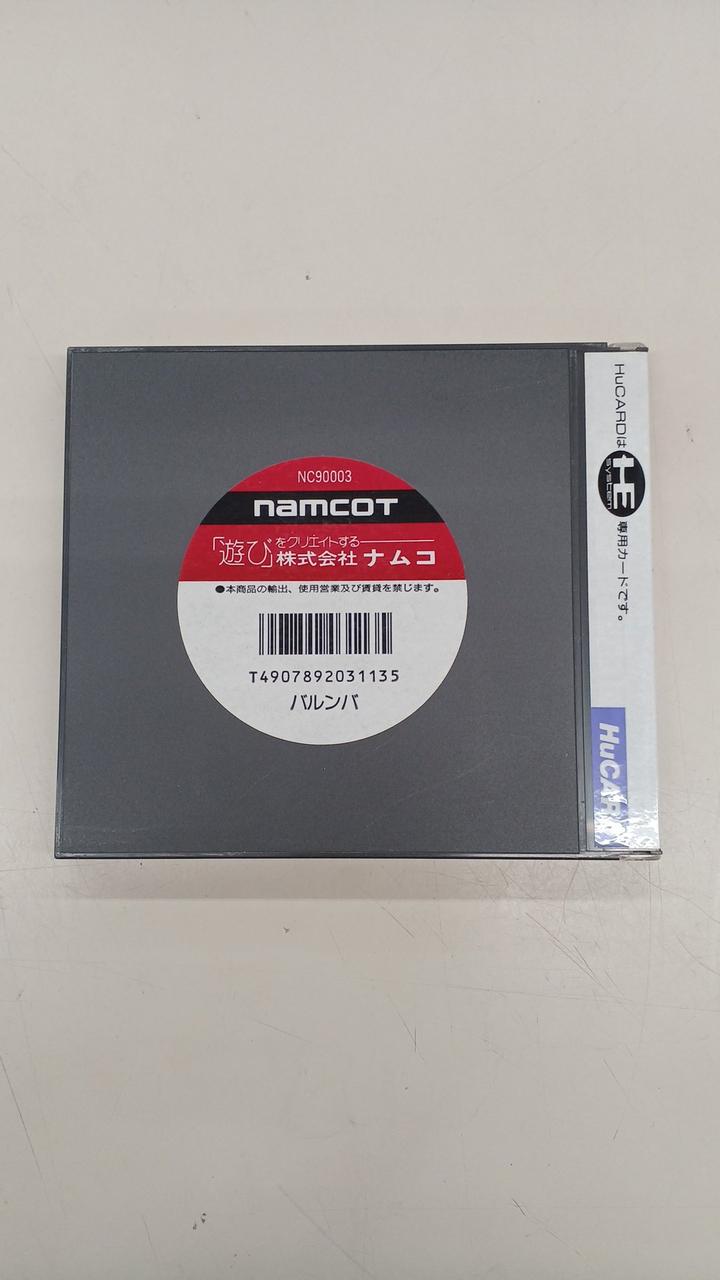 NC90003
namcot
「遊び」をクリエイトする
株式会社ナムコ
●本商品の輸出、使用営業及び賃貸を禁じます。
T4907892031135
バルンバ
HuCARDは HE system 専用カードです。
HuCARD